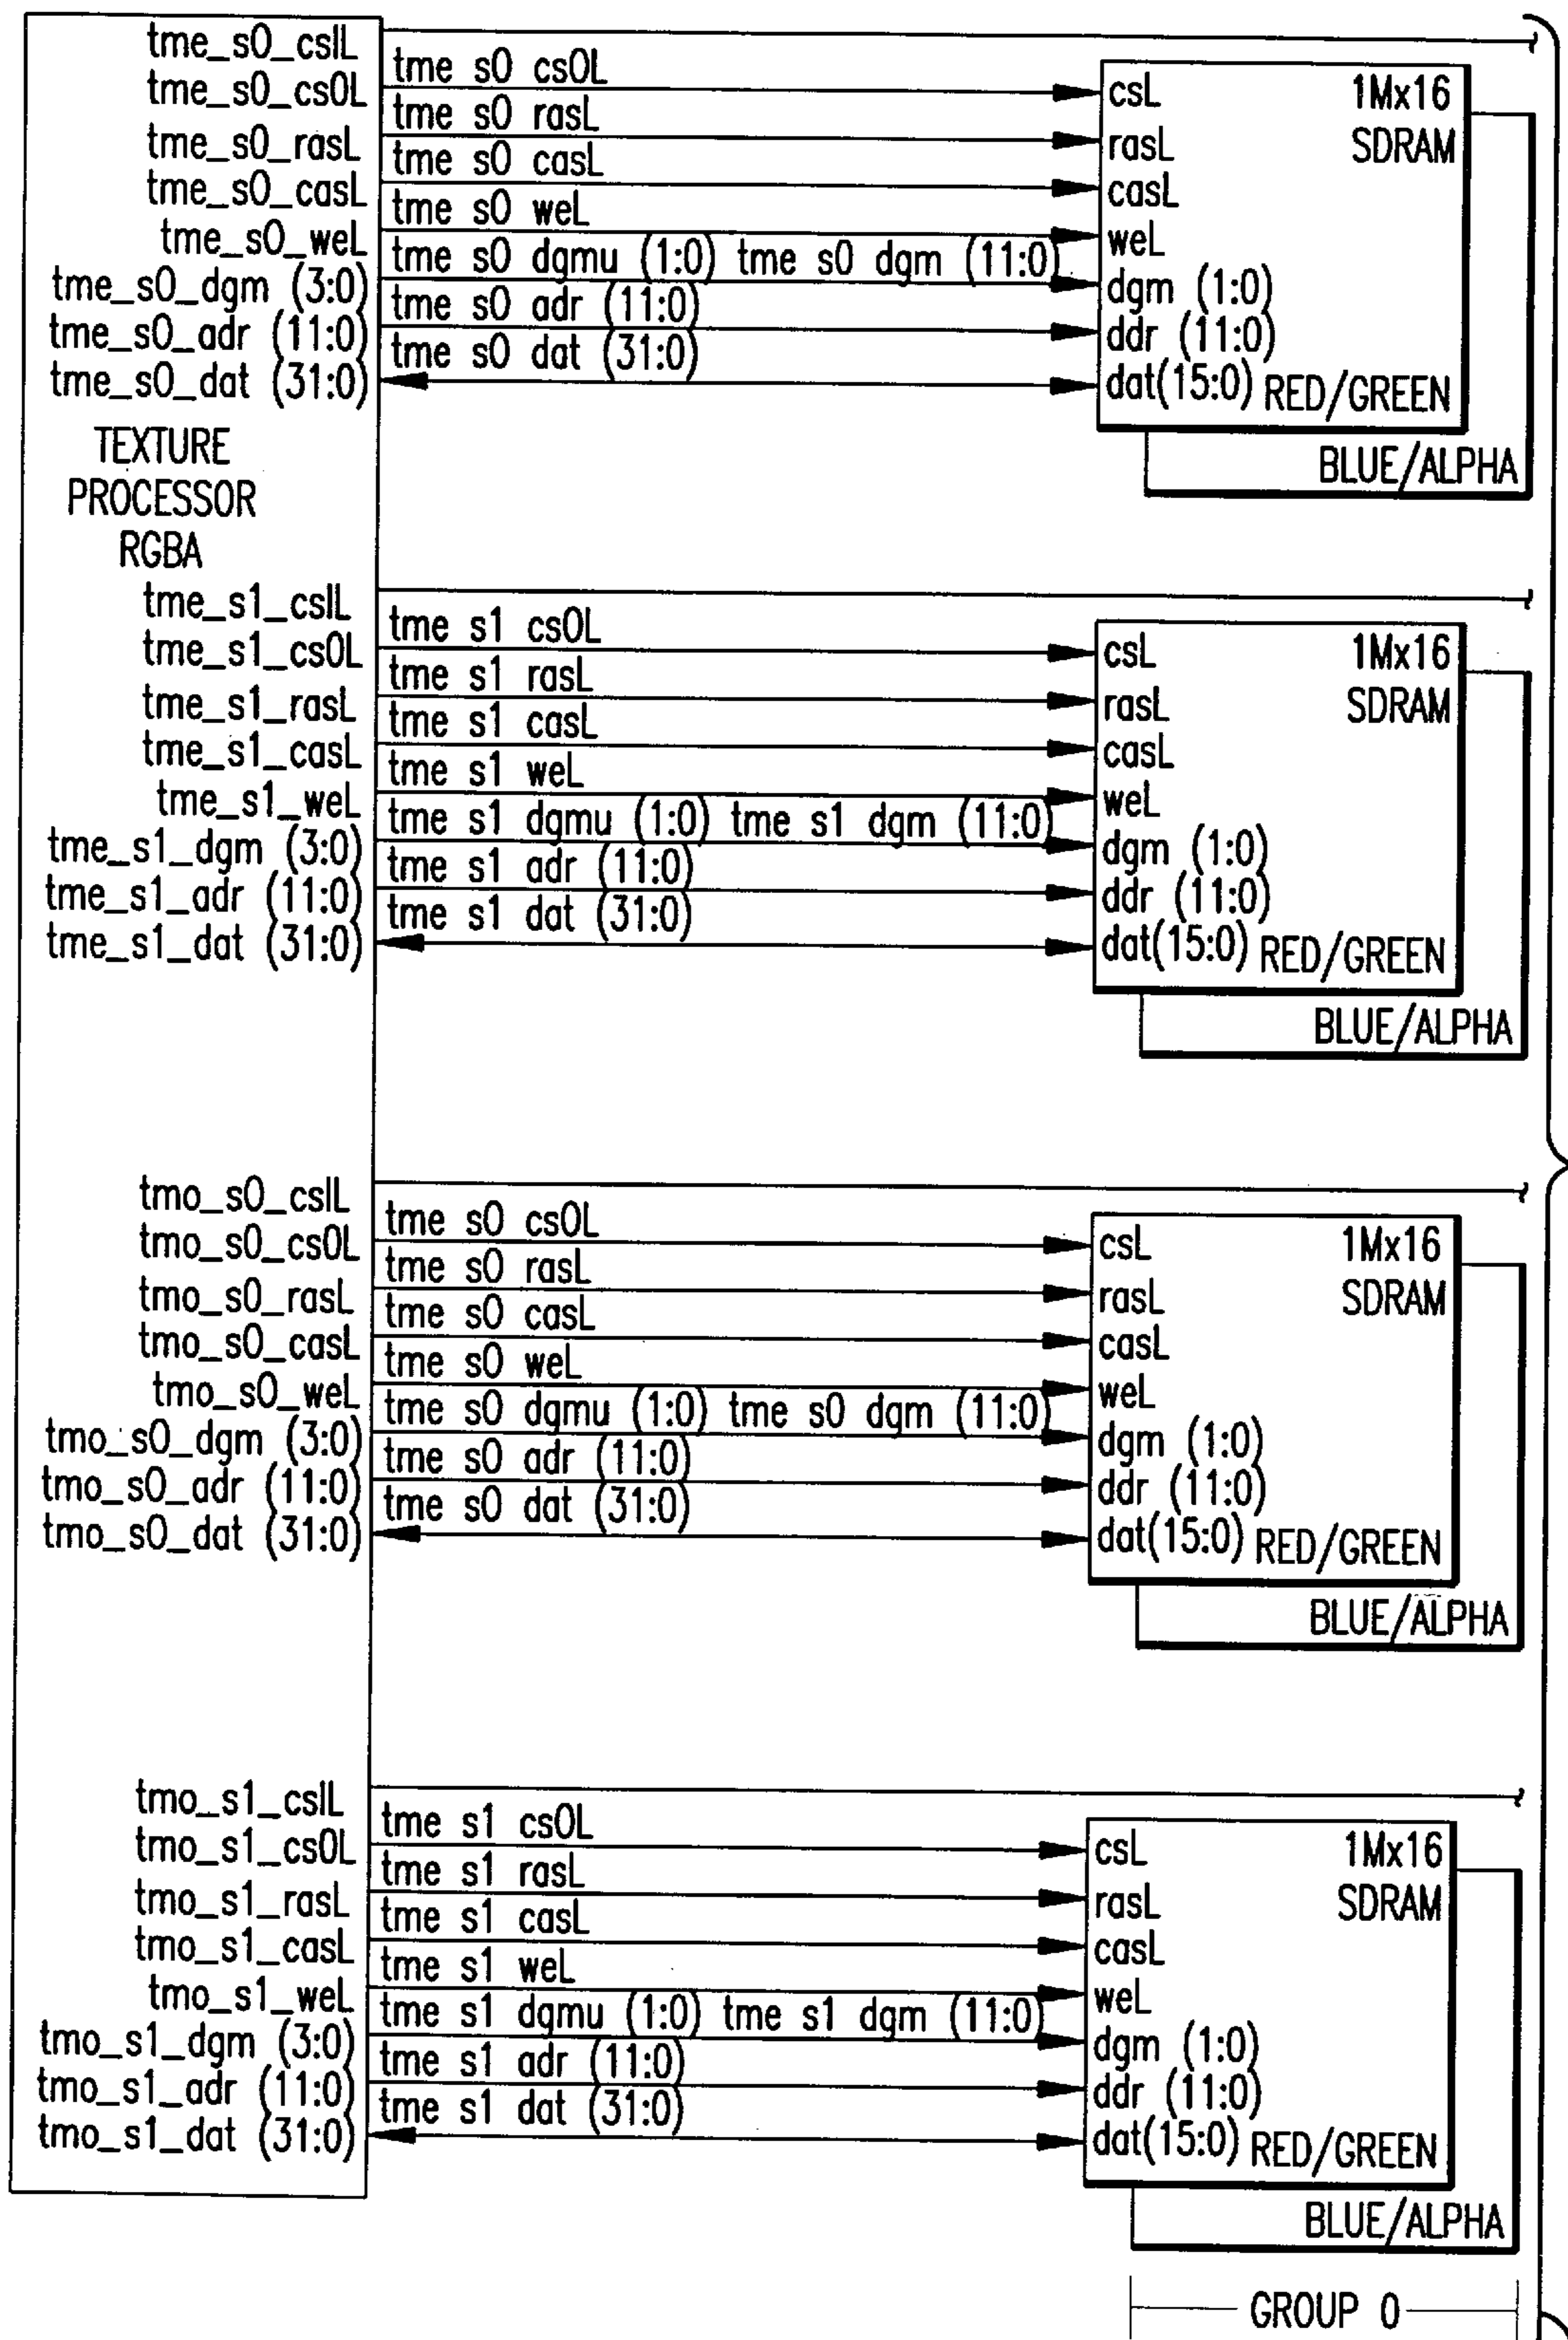 tme_s0_csIL
tme_s0_cs0L
tme_s0_rasL
tme_s0_casL
tme_s0_weL
tme_s0_dgm (3:0)
tme_s0_adr (11:0)
tme_s0_dat (31:0)
tme s0 cs0L
tme s0 rasL
tme s0 casL
tme s0 weL
tme s0 dgmu (1:0) tme s0 dgm (11:0)
tme s0 adr (11:0)
tme s0 dat (31:0)
csL 1Mx16
rasL SDRAM
casL
weL
dgm (1:0)
ddr (11:0)
dat(15:0) RED/GREEN
BLUE/ALPHA
TEXTURE
PROCESSOR
RGBA
tme_s1_csIL
tme_s1_cs0L
tme_s1_rasL
tme_s1_casL
tme_s1_weL
tme_s1_dgm (3:0)
tme_s1_adr (11:0)
tme_s1_dat (31:0)
tme s1 cs0L
tme s1 rasL
tme s1 casL
tme s1 weL
tme s1 dgmu (1:0) tme s1 dgm (11:0)
tme s1 adr (11:0)
tme s1 dat (31:0)
csL 1Mx16
rasL SDRAM
casL
weL
dgm (1:0)
ddr (11:0)
dat(15:0) RED/GREEN
BLUE/ALPHA
tmo_s0_csIL
tmo_s0_cs0L
tmo_s0_rasL
tmo_s0_casL
tmo_s0_weL
tmo_s0_dgm (3:0)
tmo_s0_adr (11:0)
tmo_s0_dat (31:0)
tme s0 cs0L
tme s0 rasL
tme s0 casL
tme s0 weL
tme s0 dgmu (1:0) tme s0 dgm (11:0)
tme s0 adr (11:0)
tme s0 dat (31:0)
csL 1Mx16
rasL SDRAM
casL
weL
dgm (1:0)
ddr (11:0)
dat(15:0) RED/GREEN
BLUE/ALPHA
tmo_s1_csIL
tmo_s1_cs0L
tmo_s1_rasL
tmo_s1_casL
tmo_s1_weL
tmo_s1_dgm (3:0)
tmo_s1_adr (11:0)
tmo_s1_dat (31:0)
tme s1 cs0L
tme s1 rasL
tme s1 casL
tme s1 weL
tme s1 dgmu (1:0) tme s1 dgm (11:0)
tme s1 adr (11:0)
tme s1 dat (31:0)
csL 1Mx16
rasL SDRAM
casL
weL
dgm (1:0)
ddr (11:0)
dat(15:0) RED/GREEN
BLUE/ALPHA
GROUP 0